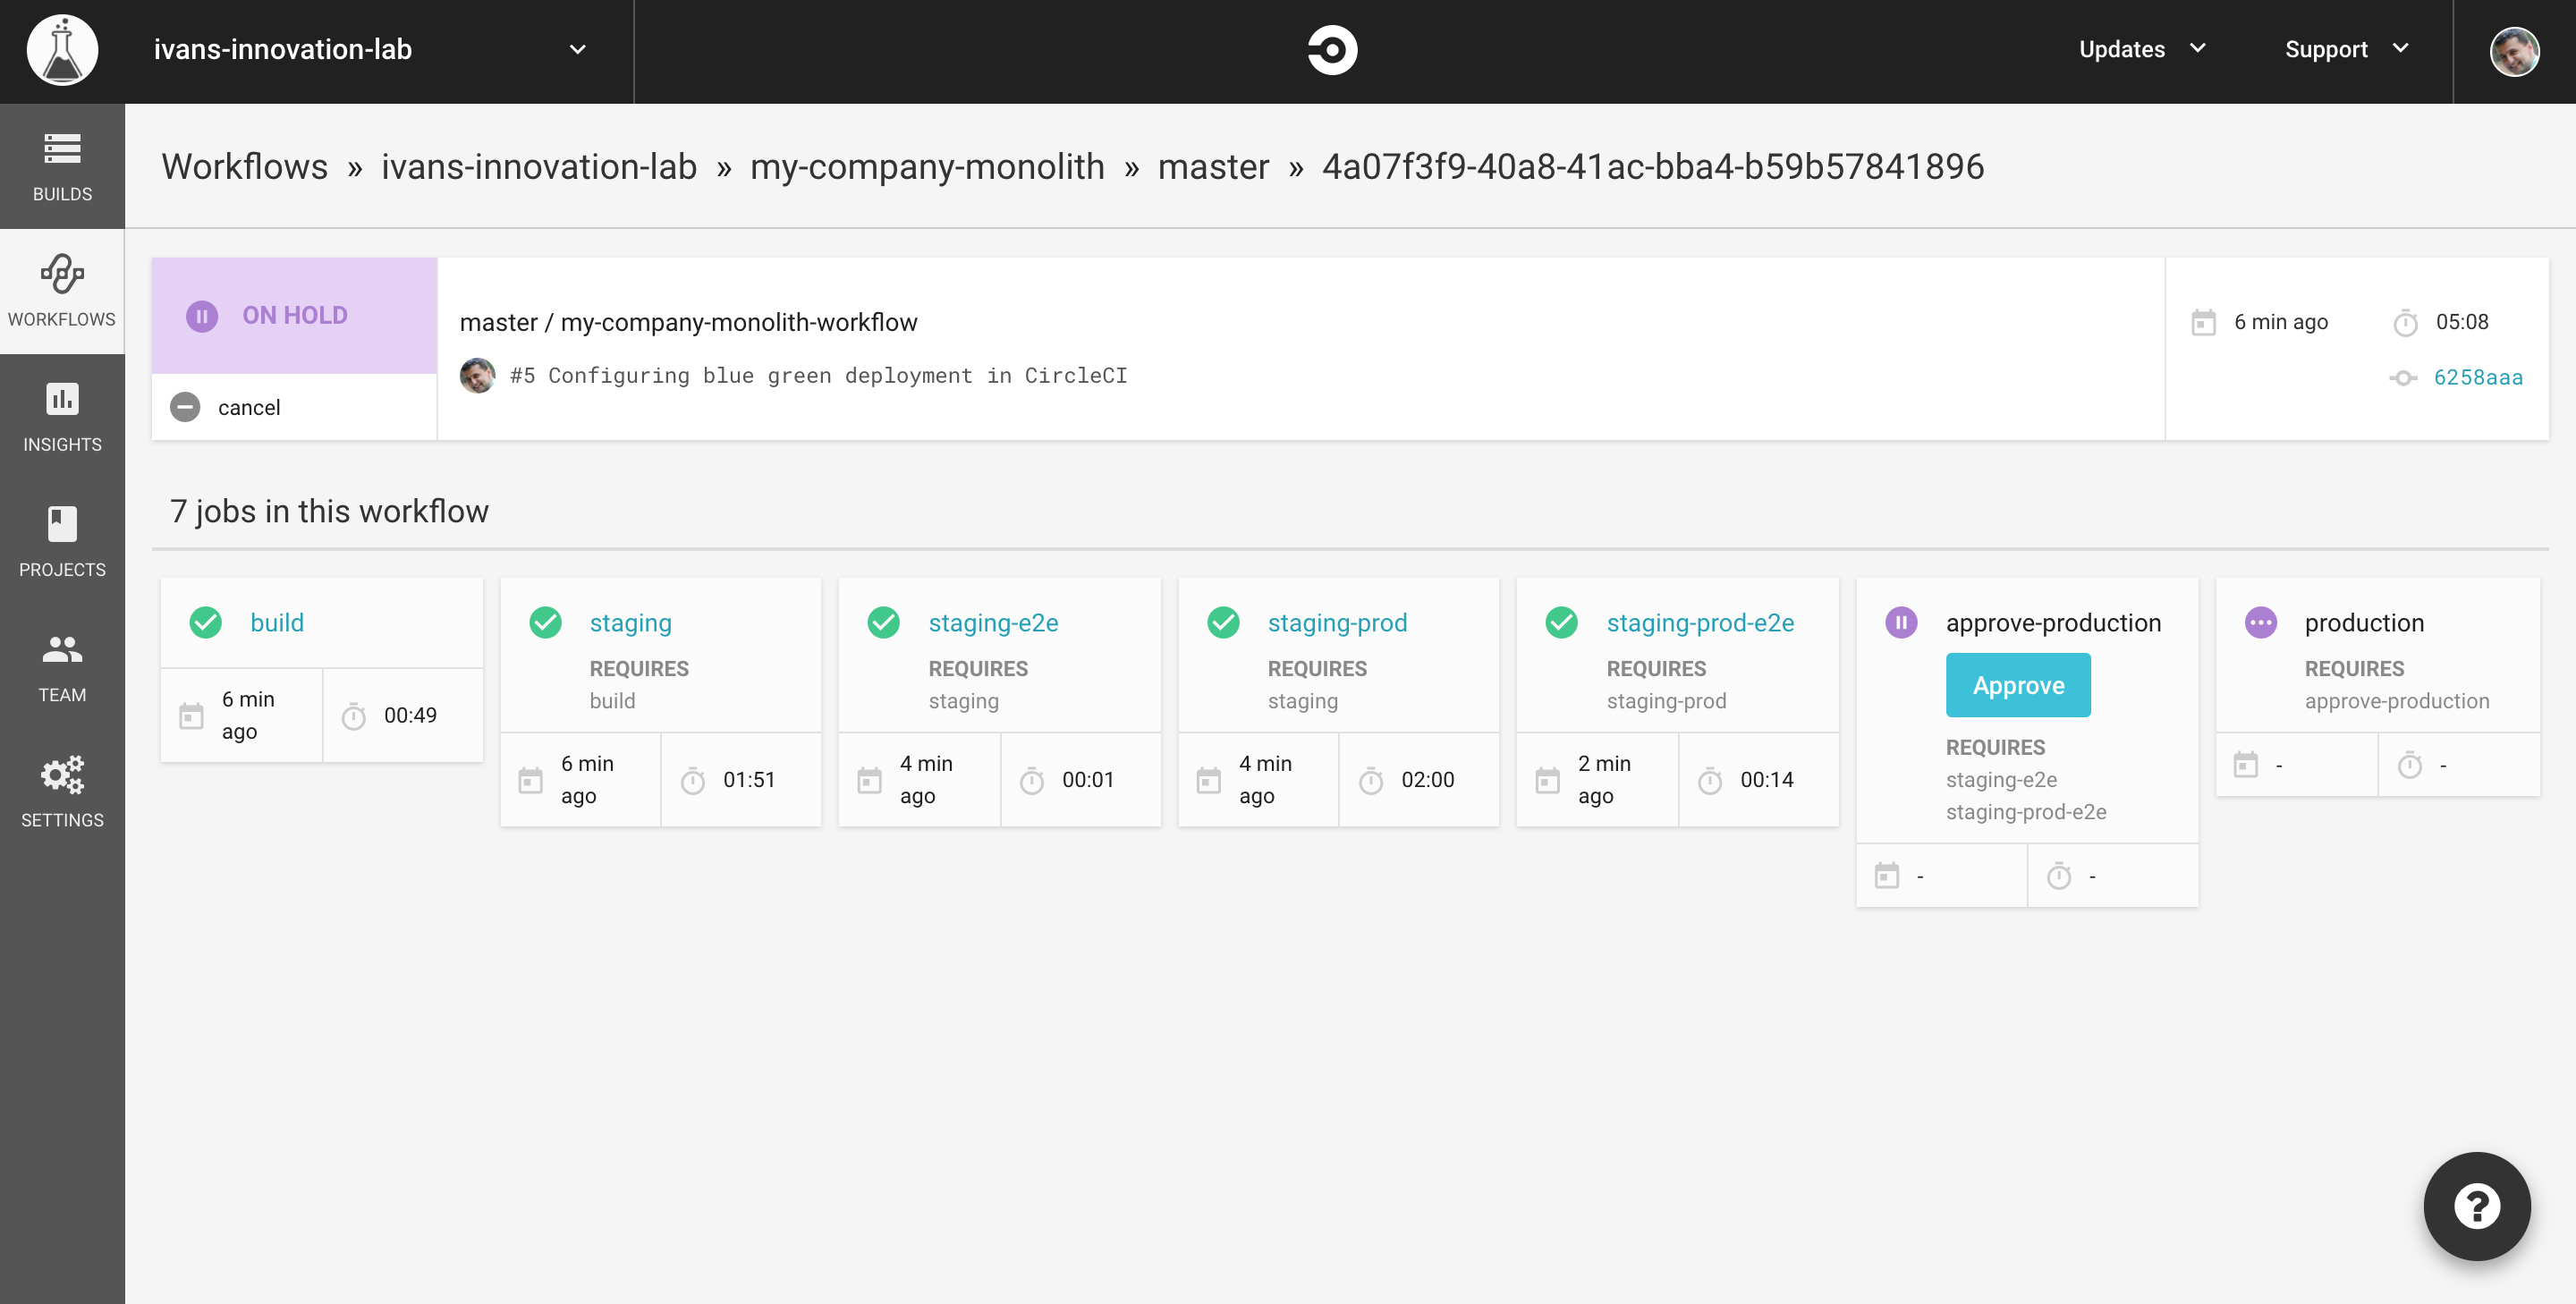 ivans-innovation-lab
Updates
Support
BUILDS
WORKFLOWS
INSIGHTS
PROJECTS
TEAM
SETTINGS
Workflows » ivans-innovation-lab » my-company-monolith » master » 4a07f3f9-40a8-41ac-bba4-b59b57841896
ON HOLD
cancel
master / my-company-monolith-workflow
#5 Configuring blue green deployment in CircleCI
6 min ago
05:08
6258aaa
7 jobs in this workflow
build
6 min
ago
00:49
staging
REQUIRES
build
6 min
ago
01:51
staging-e2e
REQUIRES
staging
4 min
ago
00:01
staging-prod
REQUIRES
staging
4 min
ago
02:00
staging-prod-e2e
REQUIRES
staging-prod
2 min
ago
00:14
approve-production
Approve
REQUIRES
staging-e2e
staging-prod-e2e
-
-
production
REQUIRES
approve-production
-
-
?